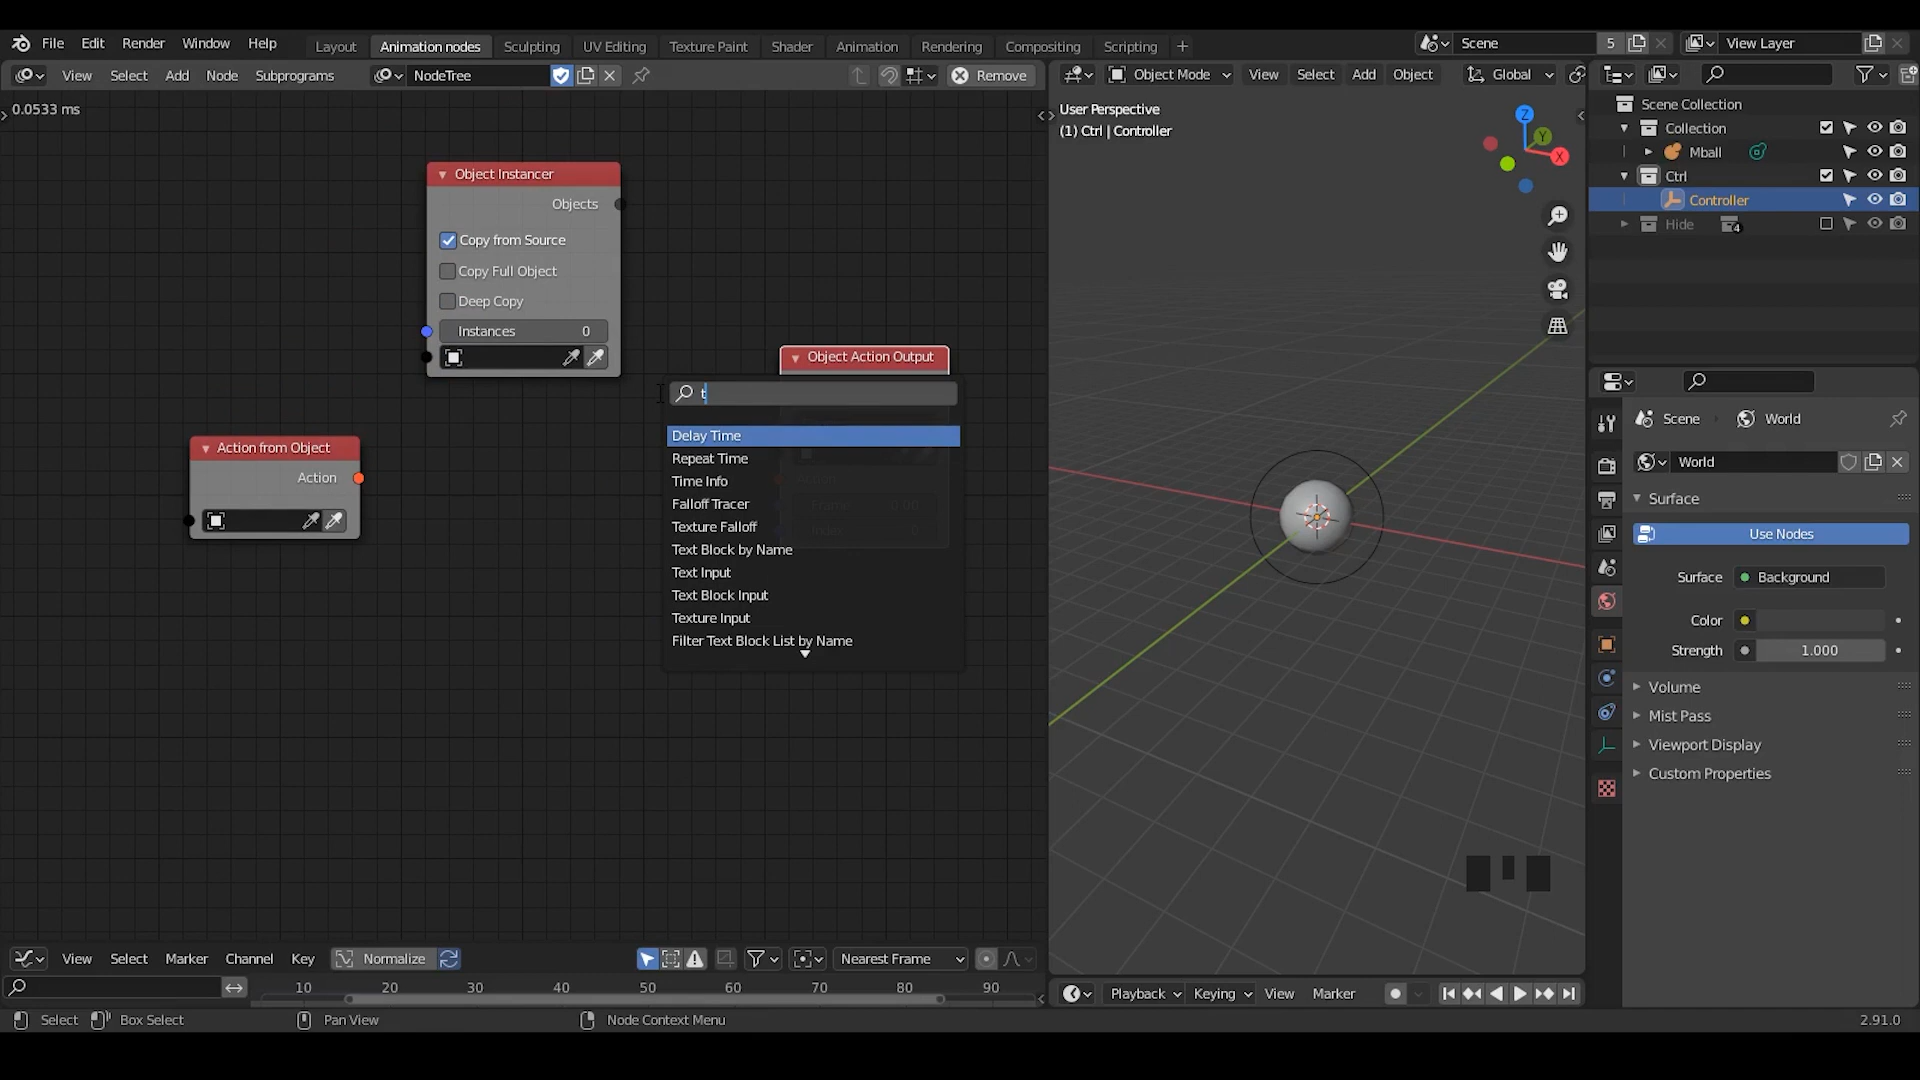 File Edit Render Window Help Layout Animation nodes Sculpting UV Editing Texture Paint Shader Animation Rendering Compositing Scripting + Scene 5 View Layer
View Select Add Node Subprograms NodeTree Remove Object Mode View Select Add Object Global
0.0533 ms
User Perspective
(1) Ctrl | Controller
Z
Y
X
Scene Collection
Collection
Mball
Ctrl
Controller
Hide 4
Object Instancer
Objects
Copy from Source
Copy Full Object
Deep Copy
Instances 0
Object Action Output
t
Delay Time
Repeat Time
Time Info
Falloff Tracer
Texture Falloff
Text Block by Name
Text Input
Text Block Input
Texture Input
Filter Text Block List by Name
Action from Object
Action
Scene World
World
Surface
Use Nodes
Surface Background
Color
Strength 1.000
Volume
Mist Pass
Viewport Display
Custom Properties
View Select Marker Channel Key Normalize Nearest Frame
10 20 30 40 50 60 70 80 90
Playback Keying View Marker
Select Box Select Pan View Node Context Menu 2.91.0